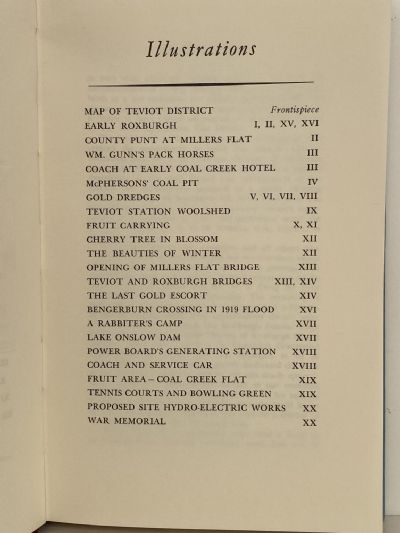 Illustrations
MAP OF TEVIOT DISTRICT Frontispiece
EARLY ROXBURGH I, II, XV, XVI
COUNTY PUNT AT MILLERS FLAT II
WM. GUNN'S PACK HORSES III
COACH AT EARLY COAL CREEK HOTEL III
McPHERSONS' COAL PIT IV
GOLD DREDGES V, VI, VII, VIII
TEVIOT STATION WOOLSHED IX
FRUIT CARRYING X, XI
CHERRY TREE IN BLOSSOM XII
THE BEAUTIES OF WINTER XII
OPENING OF MILLERS FLAT BRIDGE XIII
TEVIOT AND ROXBURGH BRIDGES XIII, XIV
THE LAST GOLD ESCORT XIV
BENGERBURN CROSSING IN 1919 FLOOD XVI
A RABBITER'S CAMP XVII
LAKE ONSLOW DAM XVII
POWER BOARD'S GENERATING STATION XVIII
COACH AND SERVICE CAR XVIII
FRUIT AREA – COAL CREEK FLAT XIX
TENNIS COURTS AND BOWLING GREEN XIX
PROPOSED SITE HYDRO-ELECTRIC WORKS XX
WAR MEMORIAL XX